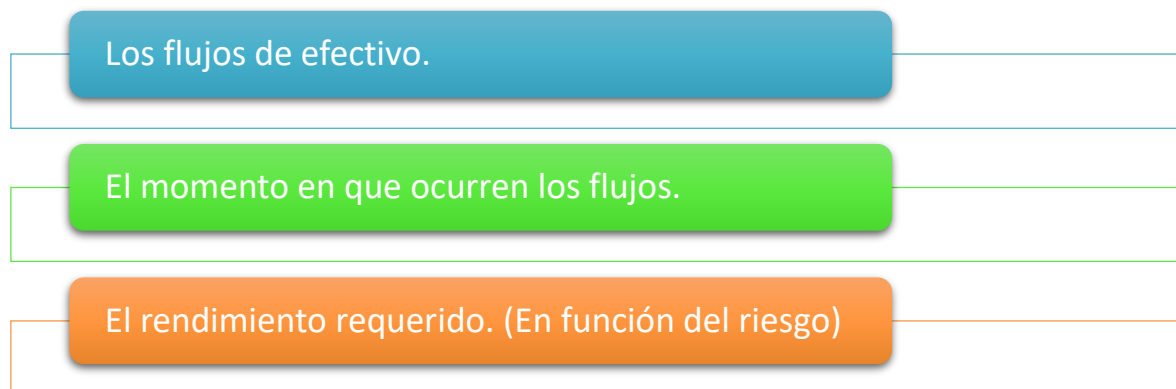 Los flujos de efectivo.
El momento en que ocurren los flujos.
El rendimiento requerido. (En función del riesgo)